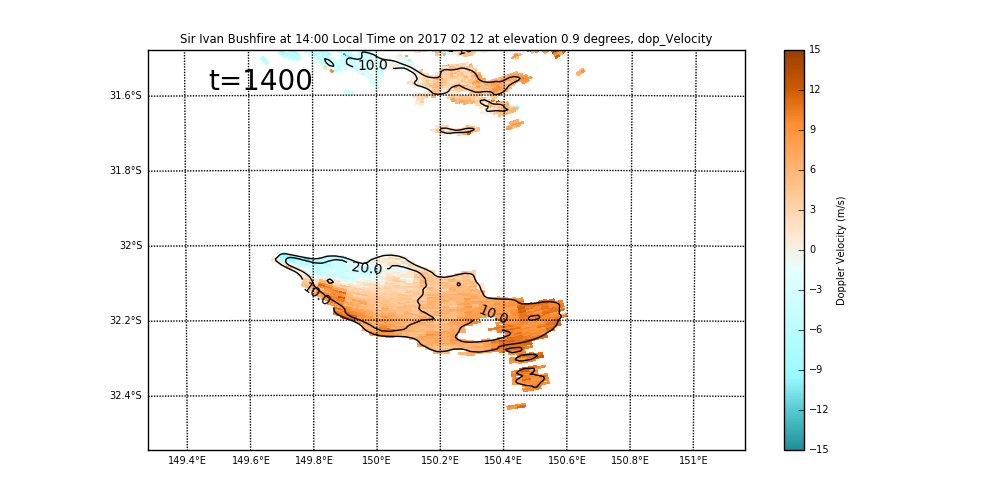 Sir Ivan Bushfire at 14:00 Local Time on 2017 02 12 at elevation 0.9 degrees, dop_Velocity
t=1400
10.0
31.6°S
31.8°S
32°S
32.2°S
32.4°S
20.0
10.0
10.0
149.4°E 149.6°E 149.8°E 150°E 150.2°E 150.4°E 150.6°E 150.8°E 151°E
15
12
9
6
3
0
−3
−6
−9
−12
−15
Doppler Velocity (m/s)